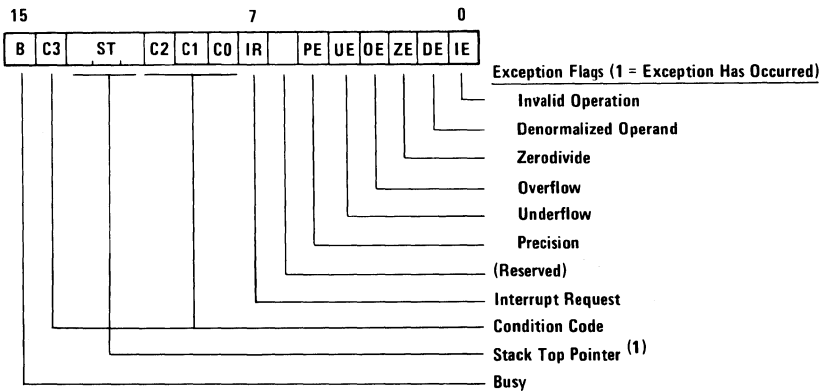 15 7 0
B C3 ST C2 C1 C0 IR PE UE OE ZE DE IE
Exception Flags (1 = Exception Has Occurred)
Invalid Operation
Denormalized Operand
Zerodivide
Overflow
Underflow
Precision
(Reserved)
Interrupt Request
Condition Code
Stack Top Pointer (1)
Busy